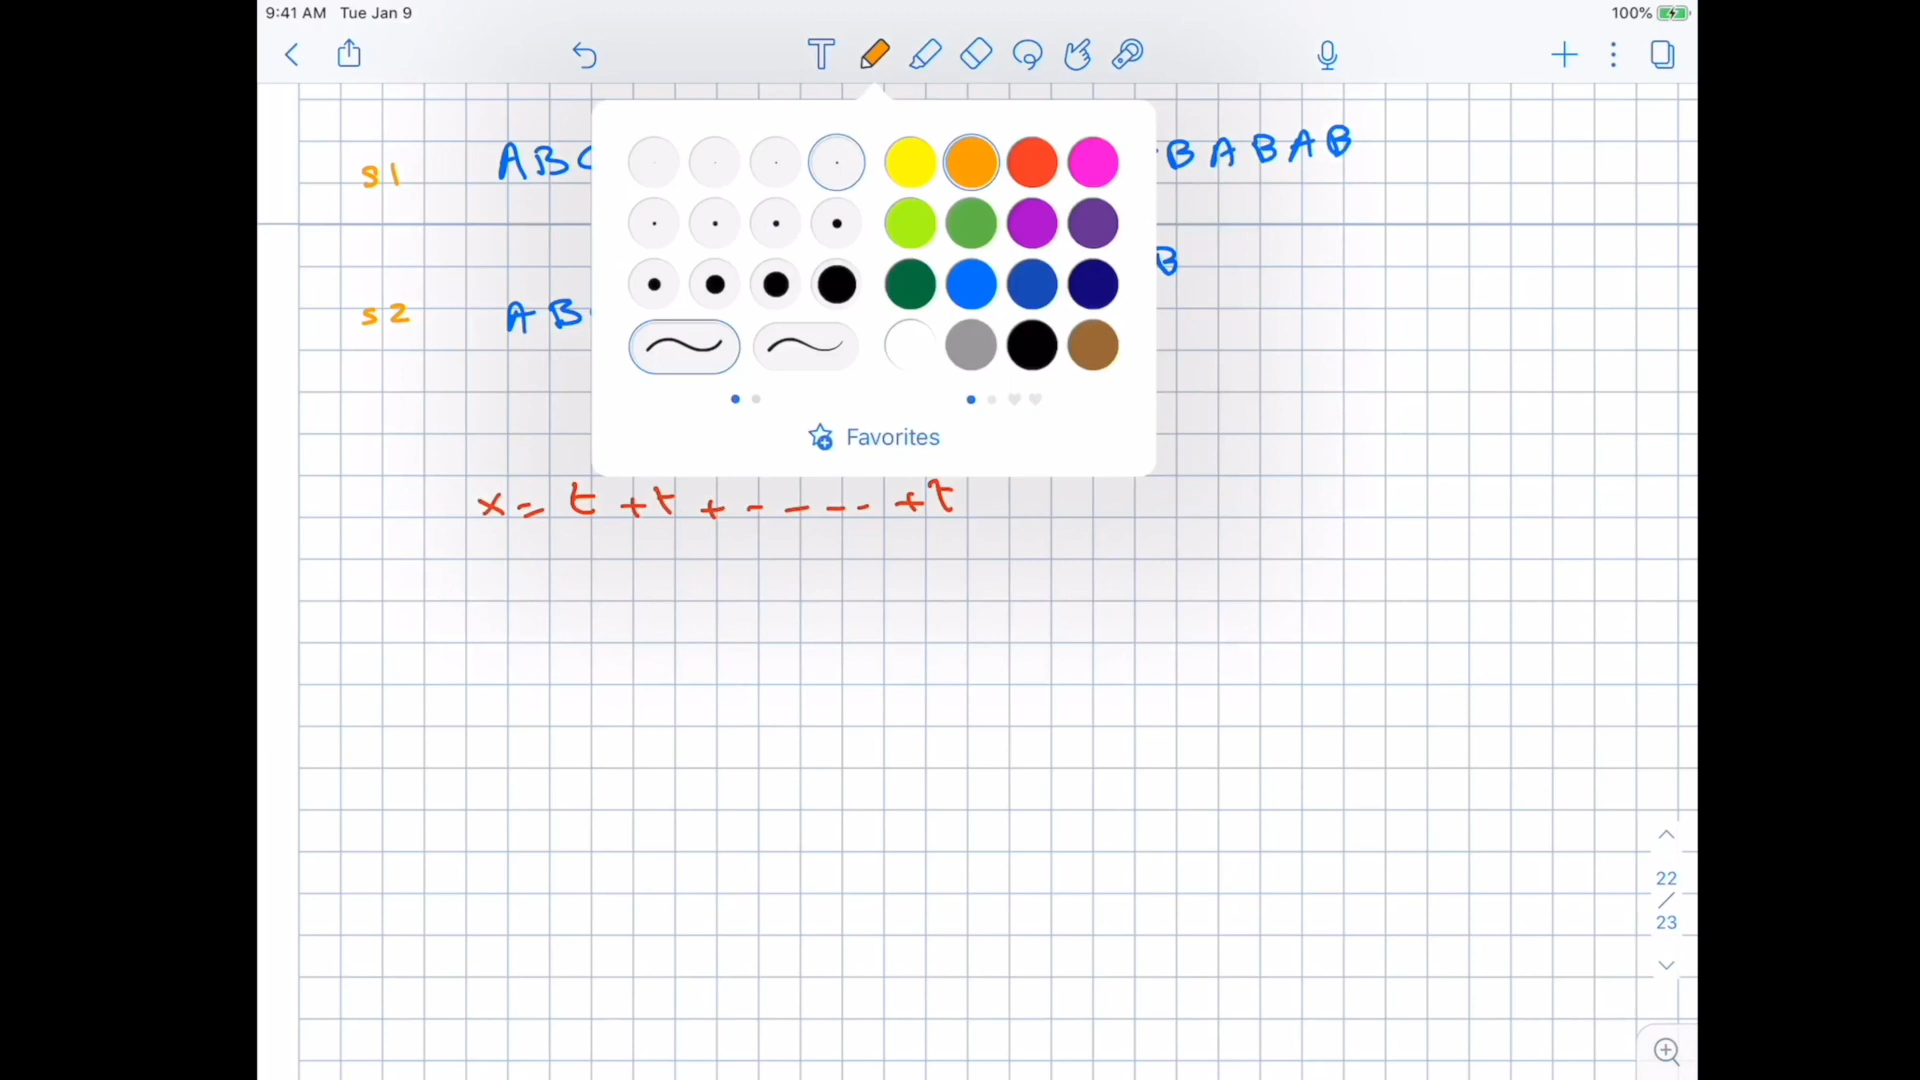 9:41 AM Tue Jan 9 100%
T
S1 ABC BABAB
B
S2 AB
Favorites
x = t + t + - - - - + t
22
/
23